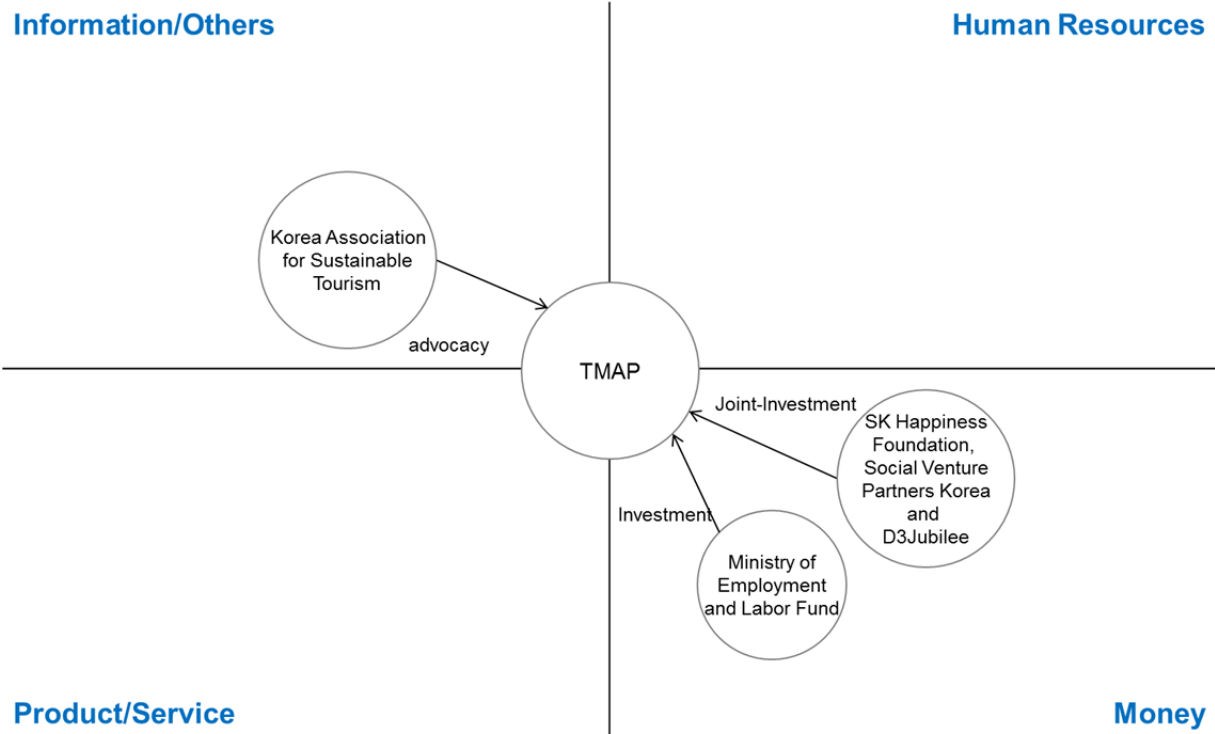 Information/Others
Human Resources
Korea Association
for Sustainable
Tourism
advocacy
TMAP
Joint-Investment
SK Happiness
Foundation,
Social Venture
Partners Korea
and
D3Jubilee
Investment
Ministry of
Employment
and Labor Fund
Product/Service
Money